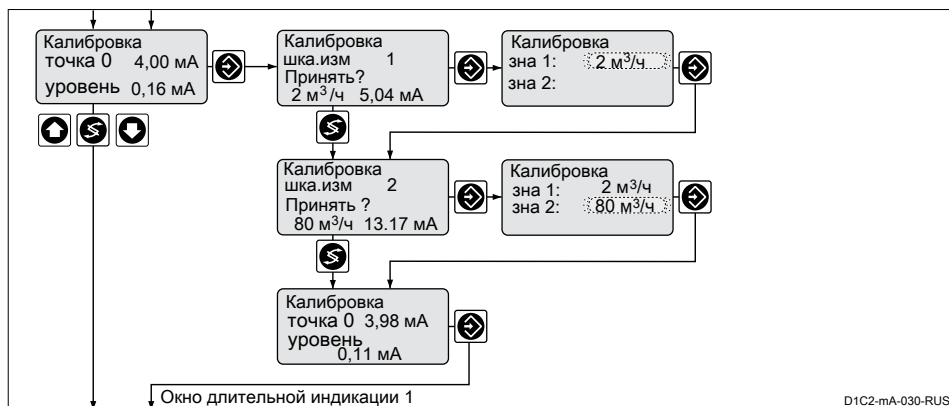 Калибровка
точка 0 4,00 мА
уровень 0,16 мА
Калибровка
шка.изм 1
Принять?
2 м³/ч 5,04 мА
Калибровка
зна 1: 2 м³/ч
зна 2:
Калибровка
шка.изм 2
Принять ?
80 м³/ч 13.17 мА
Калибровка
зна 1: 2 м³/ч
зна 2: 80 м³/ч
Калибровка
точка 0 3,98 мА
уровень
0,11 мА
Окно длительной индикации 1
D1C2-mA-030-RUS